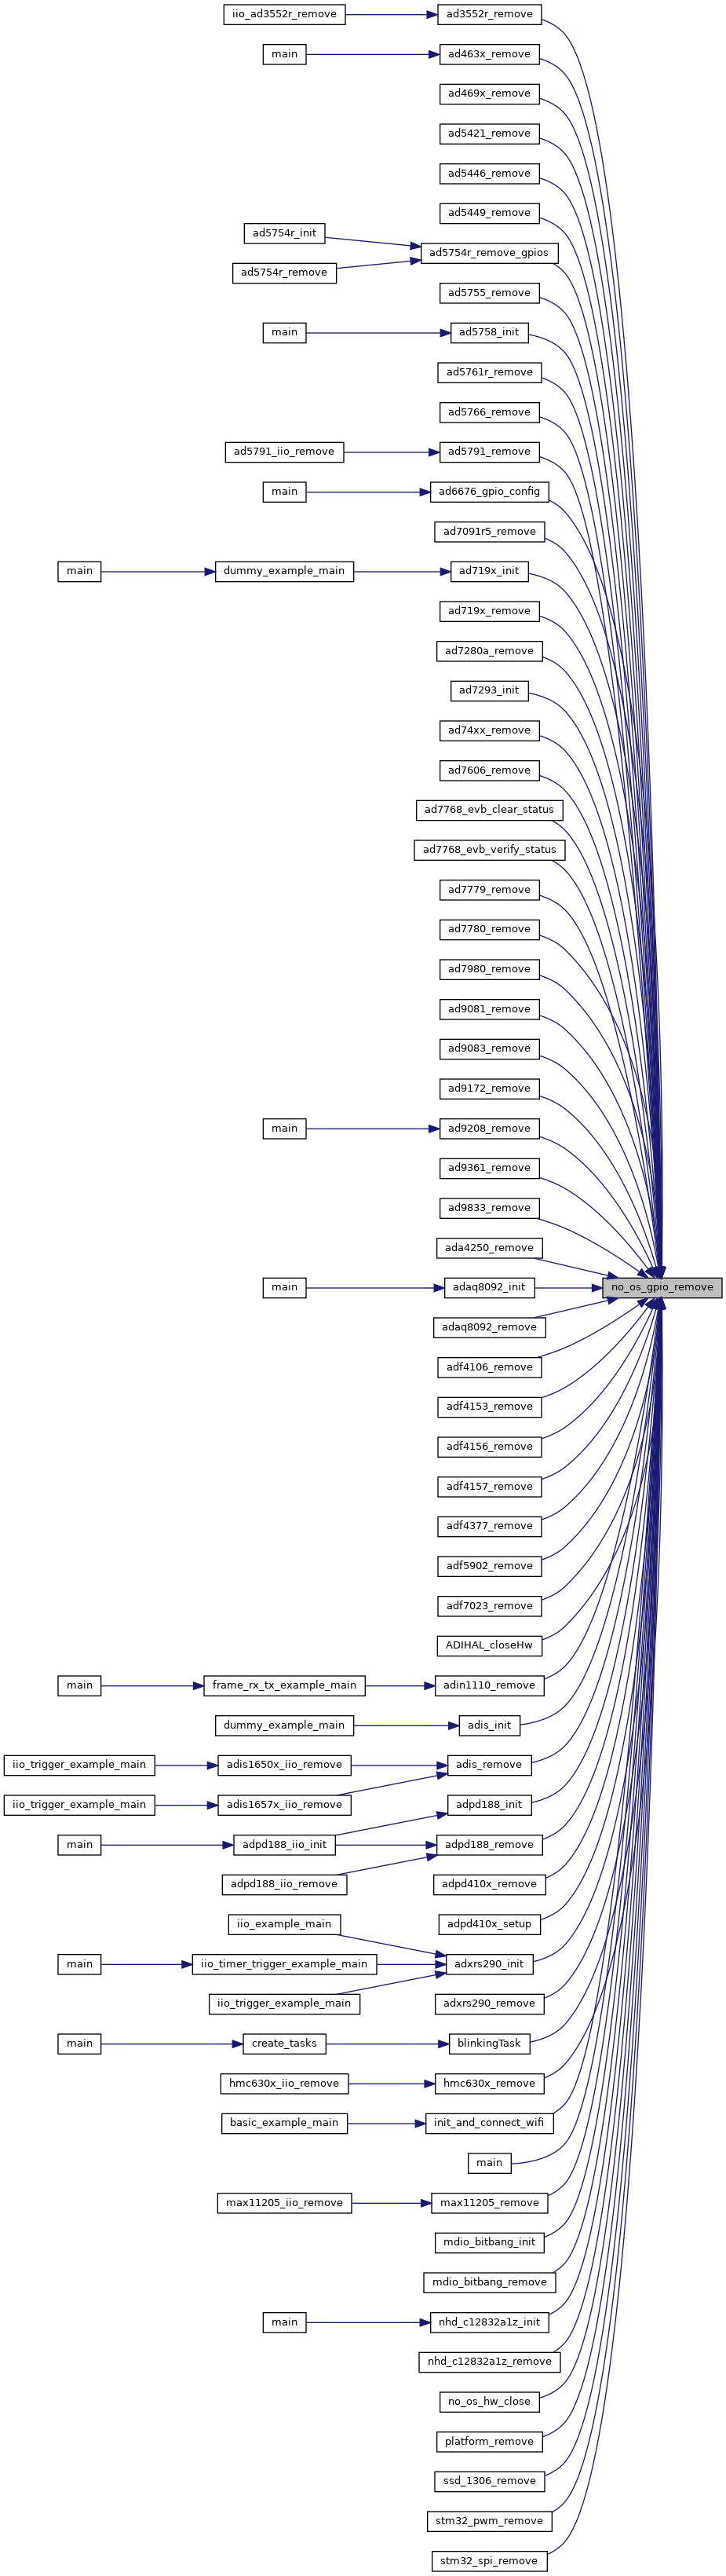 iio_ad3552r_remove
ad3552r_remove
main
ad463x_remove
ad469x_remove
ad5421_remove
ad5446_remove
ad5449_remove
ad5754r_init
ad5754r_remove_gpios
ad5754r_remove
ad5755_remove
main
ad5758_init
ad5761r_remove
ad5766_remove
ad5791_iio_remove
ad5791_remove
main
ad6676_gpio_config
ad7091r5_remove
main
dummy_example_main
ad719x_init
ad719x_remove
ad7280a_remove
ad7293_init
ad74xx_remove
ad7606_remove
ad7768_evb_clear_status
ad7768_evb_verify_status
ad7779_remove
ad7780_remove
ad7980_remove
ad9081_remove
ad9083_remove
ad9172_remove
main
ad9208_remove
ad9361_remove
ad9833_remove
ada4250_remove
main
adaq8092_init
no_os_gpio_remove
adaq8092_remove
adf4106_remove
adf4153_remove
adf4156_remove
adf4157_remove
adf4377_remove
adf5902_remove
adf7023_remove
ADIHAL_closeHw
main
frame_rx_tx_example_main
adin1110_remove
dummy_example_main
adis_init
iio_trigger_example_main
adis1650x_iio_remove
adis_remove
iio_trigger_example_main
adis1657x_iio_remove
adpd188_init
main
adpd188_iio_init
adpd188_remove
adpd188_iio_remove
adpd410x_remove
adpd410x_setup
iio_example_main
main
iio_timer_trigger_example_main
adxrs290_init
iio_trigger_example_main
adxrs290_remove
main
create_tasks
blinkingTask
hmc630x_iio_remove
hmc630x_remove
basic_example_main
init_and_connect_wifi
main
max11205_iio_remove
max11205_remove
mdio_bitbang_init
mdio_bitbang_remove
main
nhd_c12832a1z_init
nhd_c12832a1z_remove
no_os_hw_close
platform_remove
ssd_1306_remove
stm32_pwm_remove
stm32_spi_remove